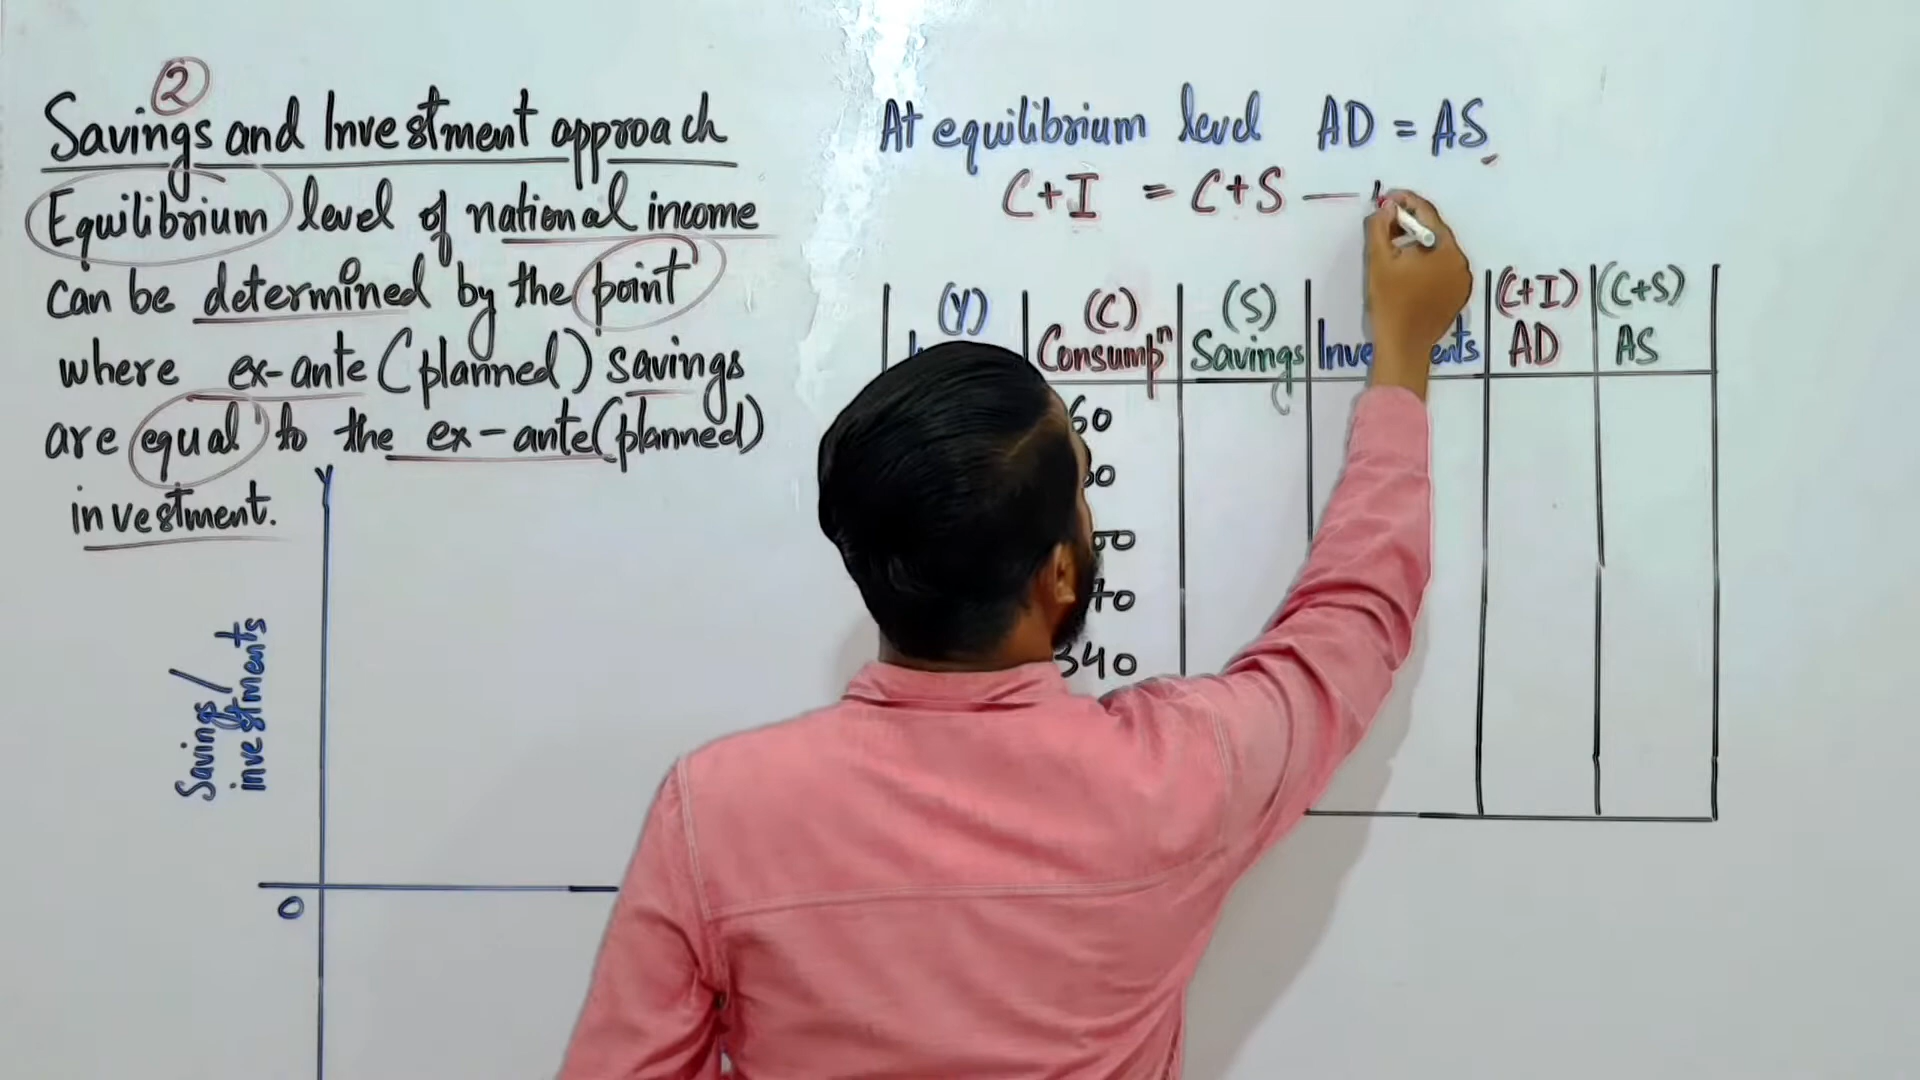 ②
Savings and Investment approach
Equilibrium level of national income
can be determined by the point
where ex-ante (planned) savings
are equal to the ex-ante (planned)
investment.
Y
Savings/
investments
O
At equilibrium level AD = AS
C+I = C+S —
(Y) (C) (S) (C+I) (C+S)
Consumpⁿ Savings AD AS
60
340